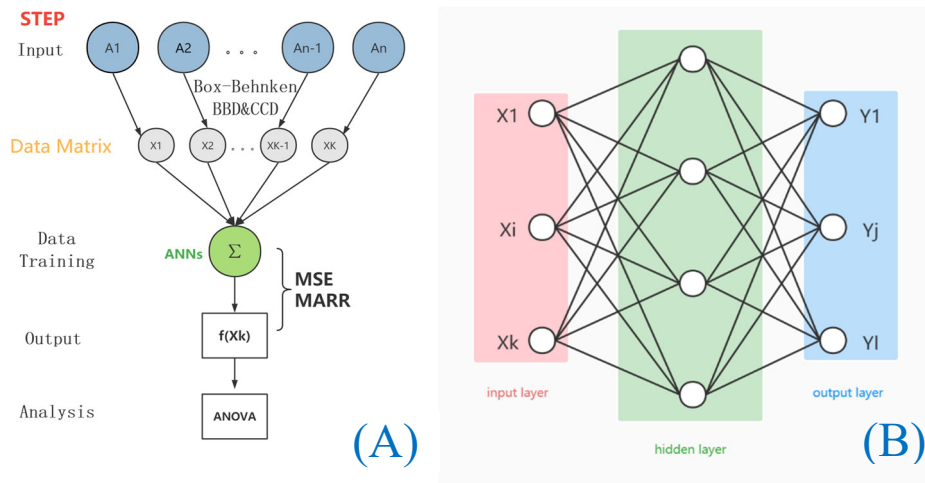 STEP
Input
A1
A2
。。。
An-1
An
Box-Behnken
BBD&CCD
Data Matrix
X1
X2
...
XK-1
XK
Data
Training
ANNs
Σ
MSE
MARR
Output
f(Xk)
Analysis
ANOVA
(A)
X1
Xi
Xk
input layer
hidden layer
Y1
Yj
Yl
output layer
(B)